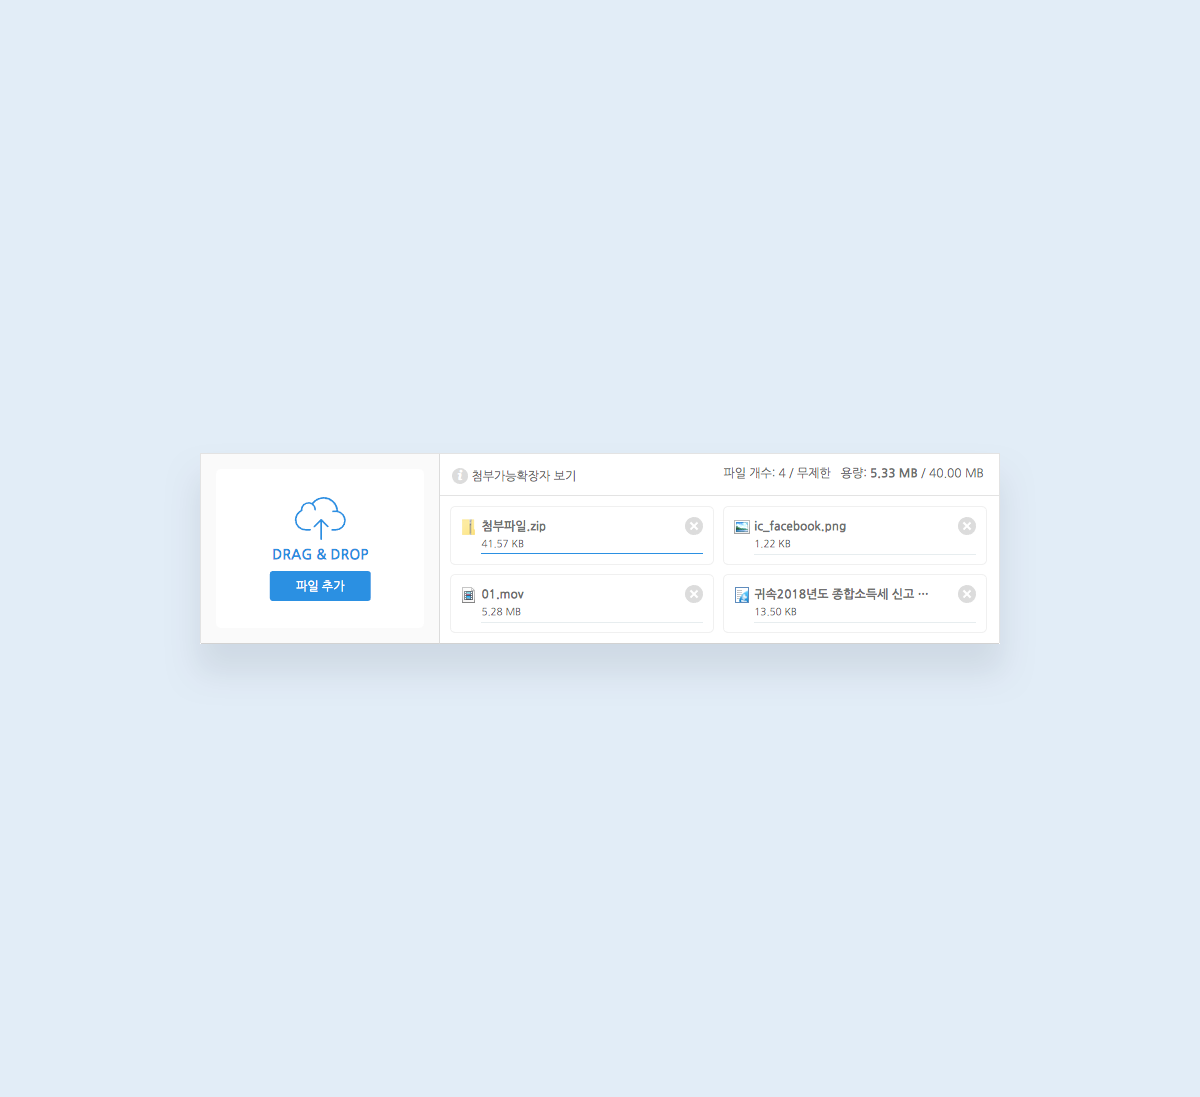 DRAG & DROP
파일 추가
첨부가능확장자 보기
파일 개수: 4 / 무제한 용량: 5.33 MB / 40.00 MB
첨부파일.zip
41.57 KB
ic_facebook.png
1.22 KB
01.mov
5.28 MB
귀속2018년도 종합소득세 신고 ···
13.50 KB